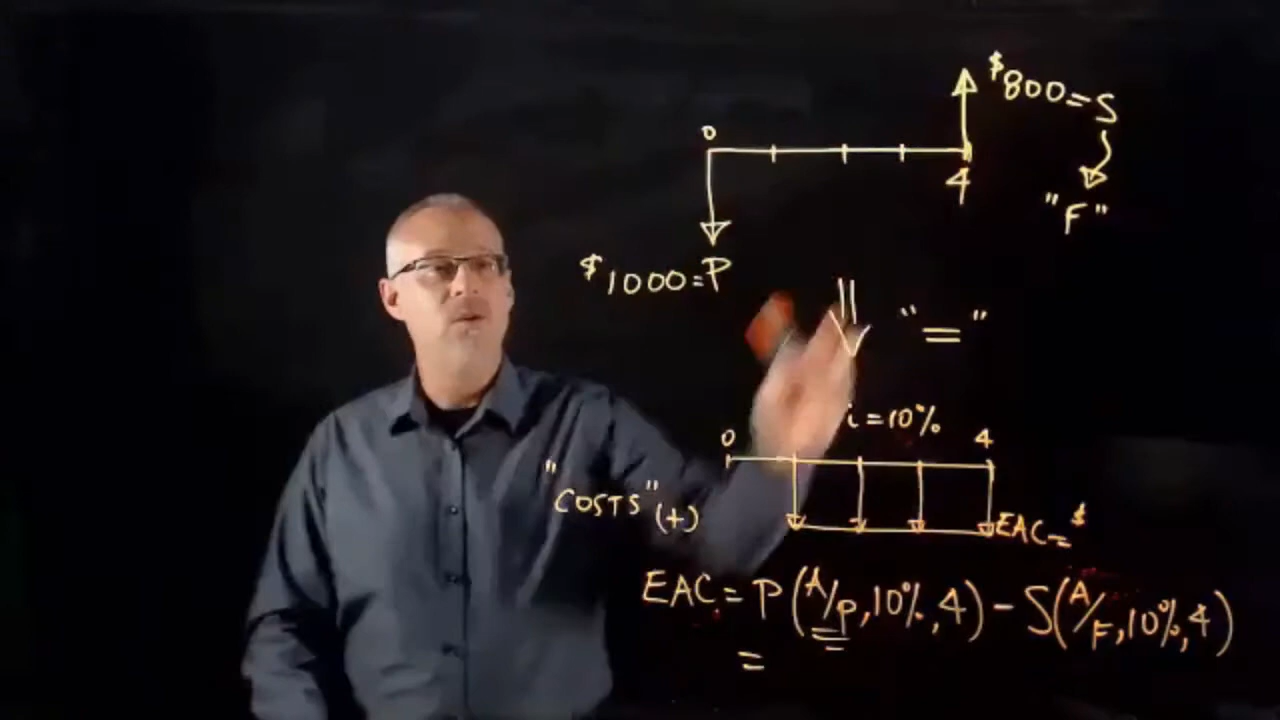 $800=S
0
4
"F"
$1000=P
"="
i=10%
0
4
"COSTS" (+)
EAC=$
EAC=P(A/P,10%,4)-S(A/F,10%,4)
=